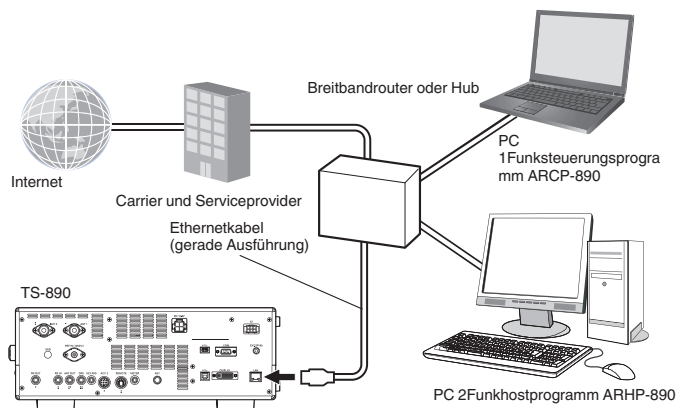 Breitbandrouter oder Hub
PC
1Funksteuerungsprogra
mm ARCP-890
Internet
Carrier und Serviceprovider
Ethernetkabel
(gerade Ausführung)
TS-890
PC 2Funkhostprogramm ARHP-890